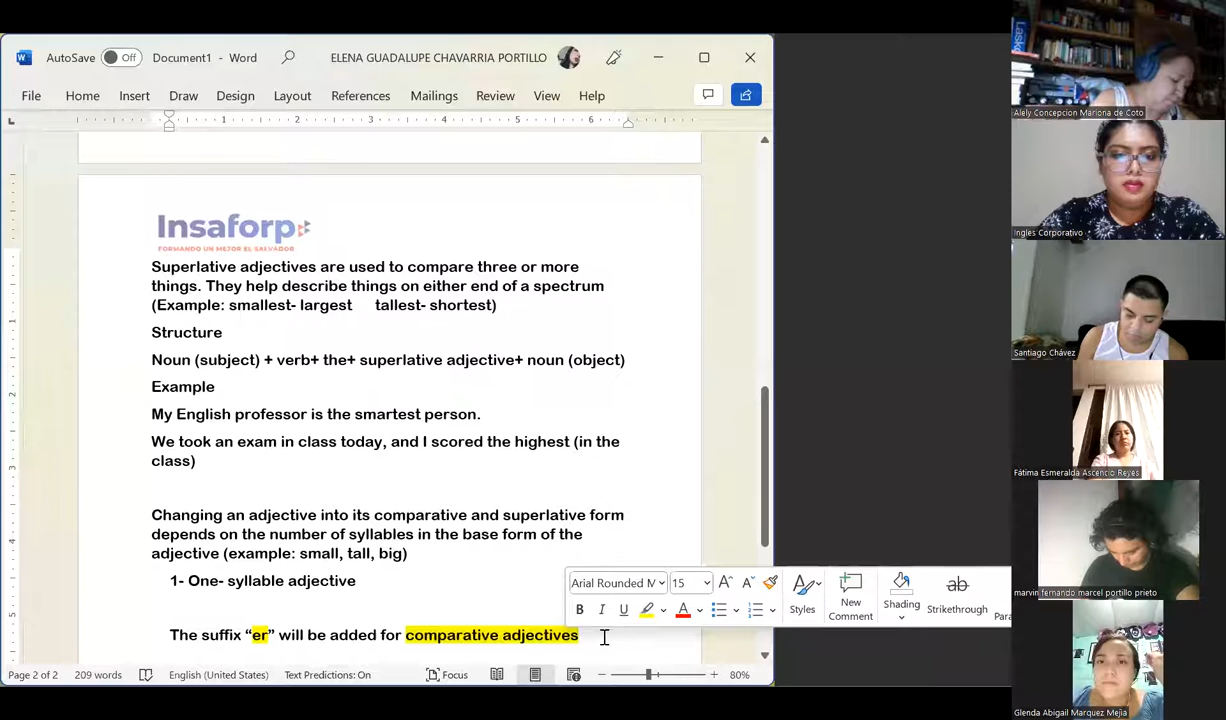 AutoSave Off Document1 - Word ELENA GUADALUPE CHAVARRIA PORTILLO
File Home Insert Draw Design Layout References Mailings Review View Help
1 2 3 4 5 6
Insaforp
FORMANDO UN MEJOR EL SALVADOR
Superlative adjectives are used to compare three or more
things. They help describe things on either end of a spectrum
(Example: smallest- largest tallest- shortest)
Structure
Noun (subject) + verb+ the+ superlative adjective+ noun (object)
Example
My English professor is the smartest person.
We took an exam in class today, and I scored the highest (in the
class)
Changing an adjective into its comparative and superlative form
depends on the number of syllables in the base form of the
adjective (example: small, tall, big)
1- One- syllable adjective
The suffix “er” will be added for comparative adjectives
Arial Rounded M 15
Styles
New
Comment
Shading
Strikethrough
Para
Page 2 of 2 209 words English (United States) Text Predictions: On Focus 80%
Alely Concepcion Mariona de Coto
Ingles Corporativo
Santiago Chávez
Fátima Esmeralda Ascencio Reyes
marvin fernando marcel portillo prieto
Glenda Abigail Marquez Mejia